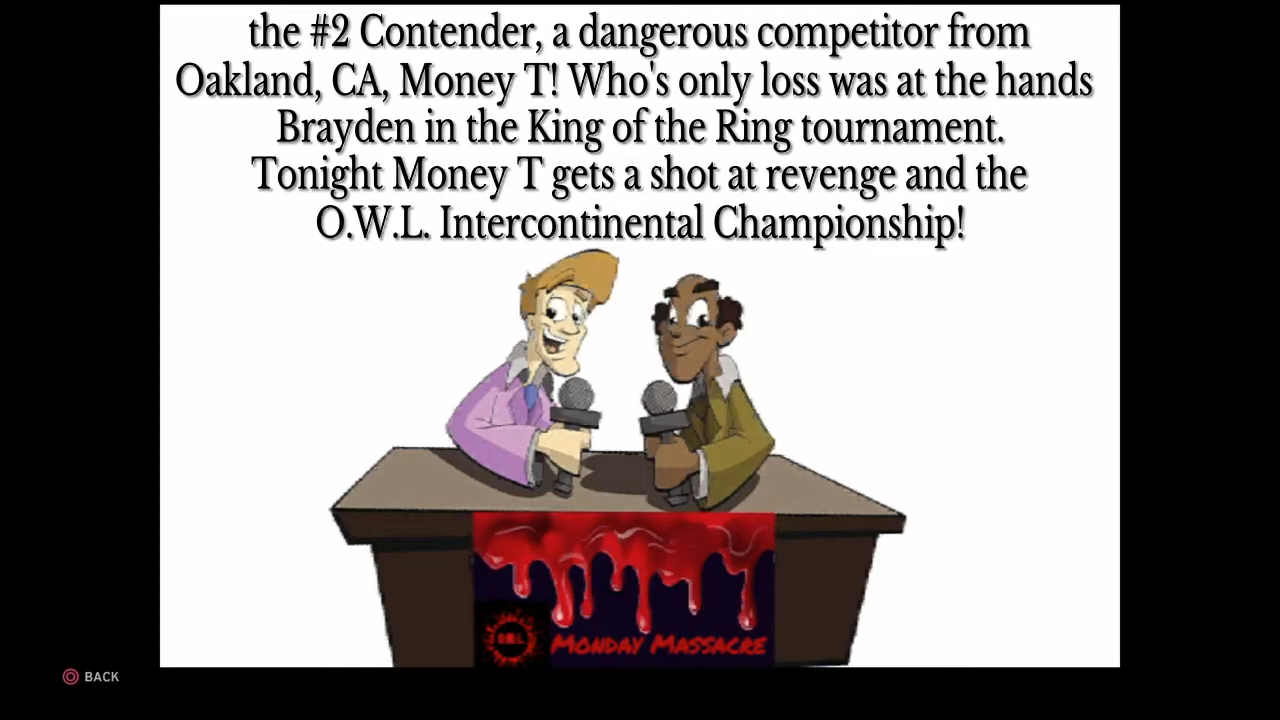 the #2 Contender, a dangerous competitor from
Oakland, CA, Money T! Who's only loss was at the hands
Brayden in the King of the Ring tournament.
Tonight Money T gets a shot at revenge and the
O.W.L. Intercontinental Championship!
MONDAY MASSACRE
BACK